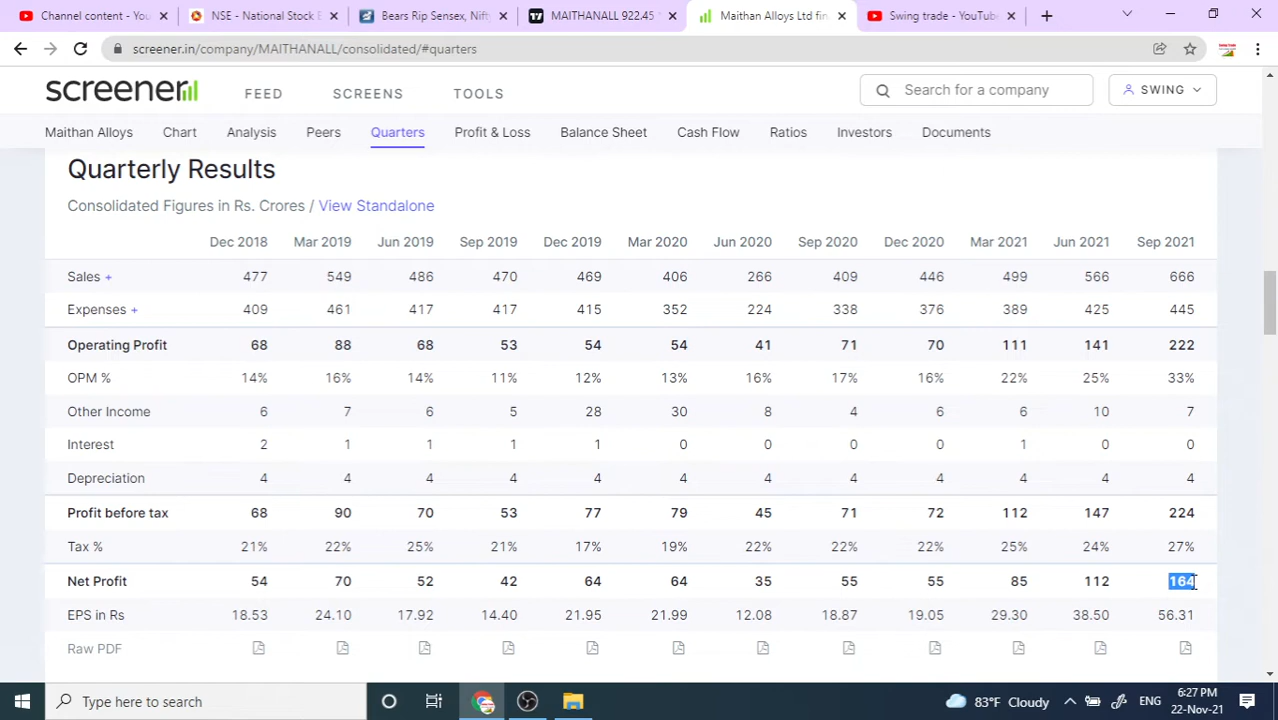 Channel content - You
NSE - National Stock E
Bears Rip Sensex, Nift
MAITHANALL 922.45
Maithan Alloys Ltd fin
Swing trade - YouTube
screener.in/company/MAITHANALL/consolidated/#quarters
screener
FEED
SCREENS
TOOLS
Search for a company
SWING
Maithan Alloys
Chart
Analysis
Peers
Quarters
Profit & Loss
Balance Sheet
Cash Flow
Ratios
Investors
Documents
Quarterly Results
Consolidated Figures in Rs. Crores / View Standalone
Dec 2018 Mar 2019 Jun 2019 Sep 2019 Dec 2019 Mar 2020 Jun 2020 Sep 2020 Dec 2020 Mar 2021 Jun 2021 Sep 2021
Sales + 477 549 486 470 469 406 266 409 446 499 566 666
Expenses + 409 461 417 417 415 352 224 338 376 389 425 445
Operating Profit 68 88 68 53 54 54 41 71 70 111 141 222
OPM % 14% 16% 14% 11% 12% 13% 16% 17% 16% 22% 25% 33%
Other Income 6 7 6 5 28 30 8 4 6 6 10 7
Interest 2 1 1 1 1 0 0 0 0 1 0 0
Depreciation 4 4 4 4 4 4 4 4 4 4 4 4
Profit before tax 68 90 70 53 77 79 45 71 72 112 147 224
Tax % 21% 22% 25% 21% 17% 19% 22% 22% 22% 25% 24% 27%
Net Profit 54 70 52 42 64 64 35 55 55 85 112 164
EPS in Rs 18.53 24.10 17.92 14.40 21.95 21.99 12.08 18.87 19.05 29.30 38.50 56.31
Raw PDF
Type here to search
83°F Cloudy
ENG
6:27 PM
22-Nov-21